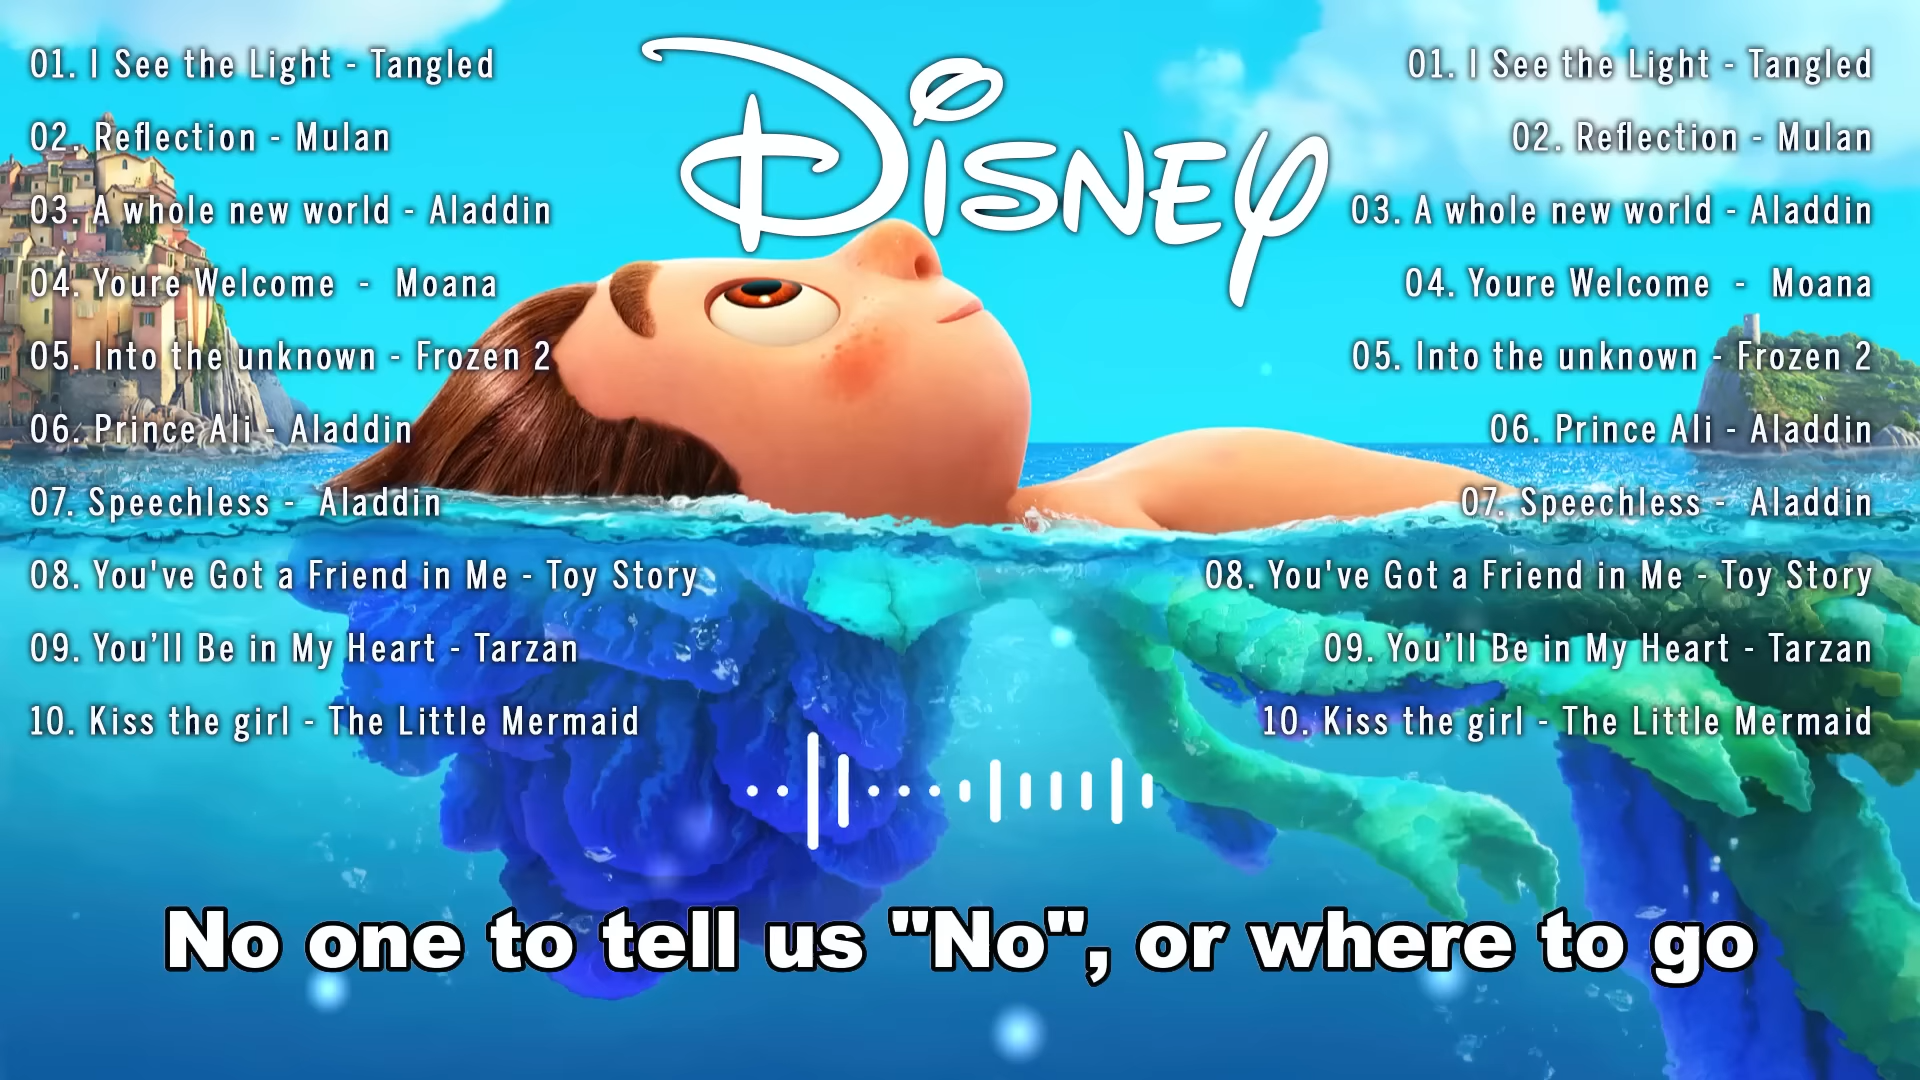 DISNEY
01. I See the Light - Tangled
02. Reflection - Mulan
03. A whole new world - Aladdin
04. Youre Welcome - Moana
05. Into the unknown - Frozen 2
06. Prince Ali - Aladdin
07. Speechless - Aladdin
08. You've Got a Friend in Me - Toy Story
09. You’ll Be in My Heart - Tarzan
10. Kiss the girl - The Little Mermaid
01. I See the Light - Tangled
02. Reflection - Mulan
03. A whole new world - Aladdin
04. Youre Welcome - Moana
05. Into the unknown - Frozen 2
06. Prince Ali - Aladdin
07. Speechless - Aladdin
08. You've Got a Friend in Me - Toy Story
09. You’ll Be in My Heart - Tarzan
10. Kiss the girl - The Little Mermaid
No one to tell us "No", or where to go